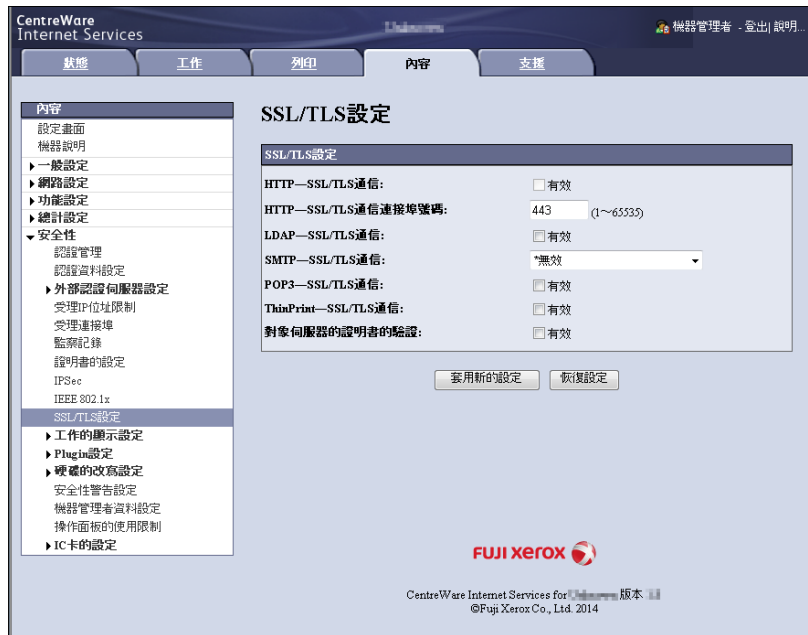 CentreWare
Internet Services
機器管理者 - 登出| 說明...
狀態
工作
列印
內容
支援
內容
設定畫面
機器說明
一般設定
網路設定
功能設定
總計設定
安全性
認證管理
認證資料設定
外部認證伺服器設定
受理IP位址限制
受理連接埠
監察記錄
證明書的設定
IPSec
IEEE 802.1x
SSL/TLS設定
工作的顯示設定
Plugin設定
硬碟的改寫設定
安全性警告設定
機器管理者資料設定
操作面板的使用限制
IC卡的設定
SSL/TLS設定
SSL/TLS設定
HTTP—SSL/TLS通信: 有效
HTTP—SSL/TLS通信連接埠號碼: 443 (1～65535)
LDAP—SSL/TLS通信: 有效
SMTP—SSL/TLS通信: *無效
POP3—SSL/TLS通信: 有效
ThinPrint—SSL/TLS通信: 有效
對象伺服器的證明書的驗證: 有效
套用新的設定 恢復設定
FUJI XEROX
CentreWare Internet Services for 版本
©Fuji Xerox Co., Ltd. 2014